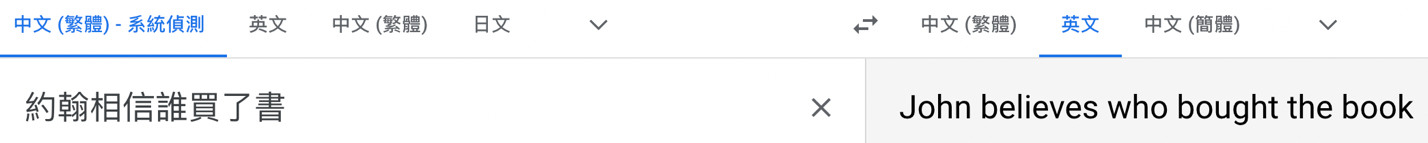 中文 (繁體) - 系統偵測 英文 中文 (繁體) 日文 中文 (繁體) 英文 中文 (簡體)
約翰相信誰買了書 John believes who bought the book